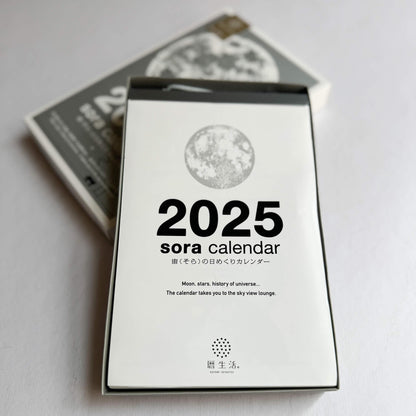 2025
sora calendar
宙(そら)の日めくりカレンダー
Moon, stars, history of universe...
The calendar takes you to the sky view lounge.
暦生活®